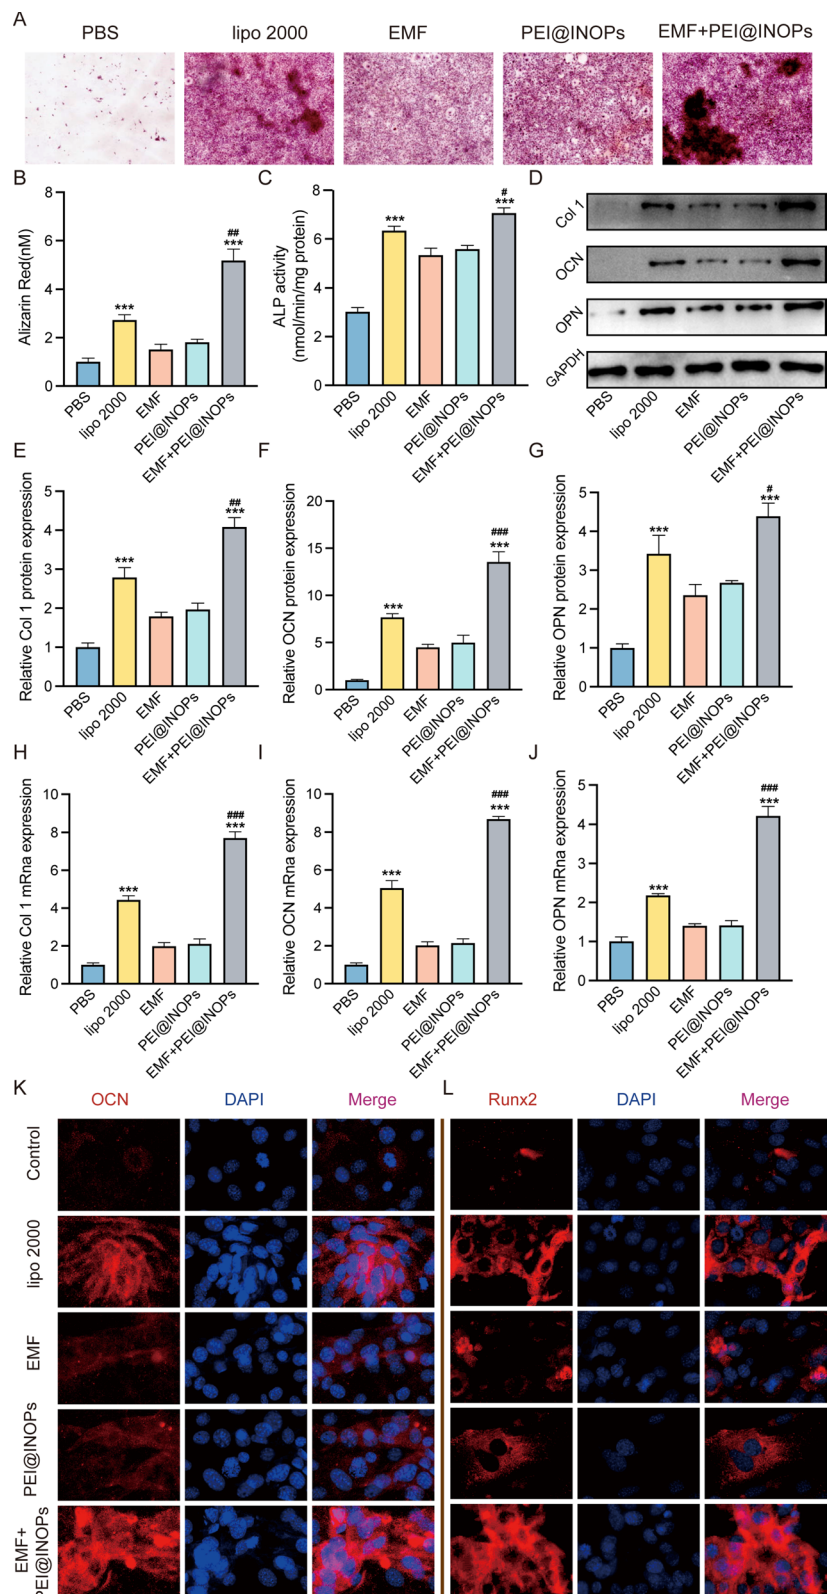 A
PBS lipo 2000 EMF PEI@INOPs EMF+PEI@INOPs
B
Alizarin Red(nM)
8
6
4
2
0
***
##
***
PBS
lipo 2000
EMF
PEI@INOPs
EMF+PEI@INOPs
C
ALP activity
(nmol/min/mg protein)
8
6
4
2
0
***
#
***
PBS
lipo 2000
EMF
PEI@INOPs
EMF+PEI@INOPs
D
Col 1
OCN
OPN
GAPDH
PBS
lipo 2000
EMF
PEI@INOPs
EMF+PEI@INOPs
E
Relative Col 1 protein expression
5
4
3
2
1
0
***
##
***
PBS
lipo 2000
EMF
PEI@INOPs
EMF+PEI@INOPs
F
Relative OCN protein expression
20
15
10
5
0
***
###
***
PBS
lipo 2000
EMF
PEI@INOPs
EMF+PEI@INOPs
G
Relative OPN protein expression
5
4
3
2
1
0
***
#
***
PBS
lipo 2000
EMF
PEI@INOPs
EMF+PEI@INOPs
H
Relative Col 1 mRna expression
10
8
6
4
2
0
***
###
***
PBS
lipo 2000
EMF
PEI@INOPs
EMF+PEI@INOPs
I
Relative OCN mRna expression
10
8
6
4
2
0
***
###
***
PBS
lipo 2000
EMF
PEI@INOPs
EMF+PEI@INOPs
J
Relative OPN mRna expression
5
4
3
2
1
0
***
###
***
PBS
lipo 2000
EMF
PEI@INOPs
EMF+PEI@INOPs
K
OCN DAPI Merge
Control
lipo 2000
EMF
PEI@INOPs
EMF+
PEI@INOPs
L
Runx2 DAPI Merge